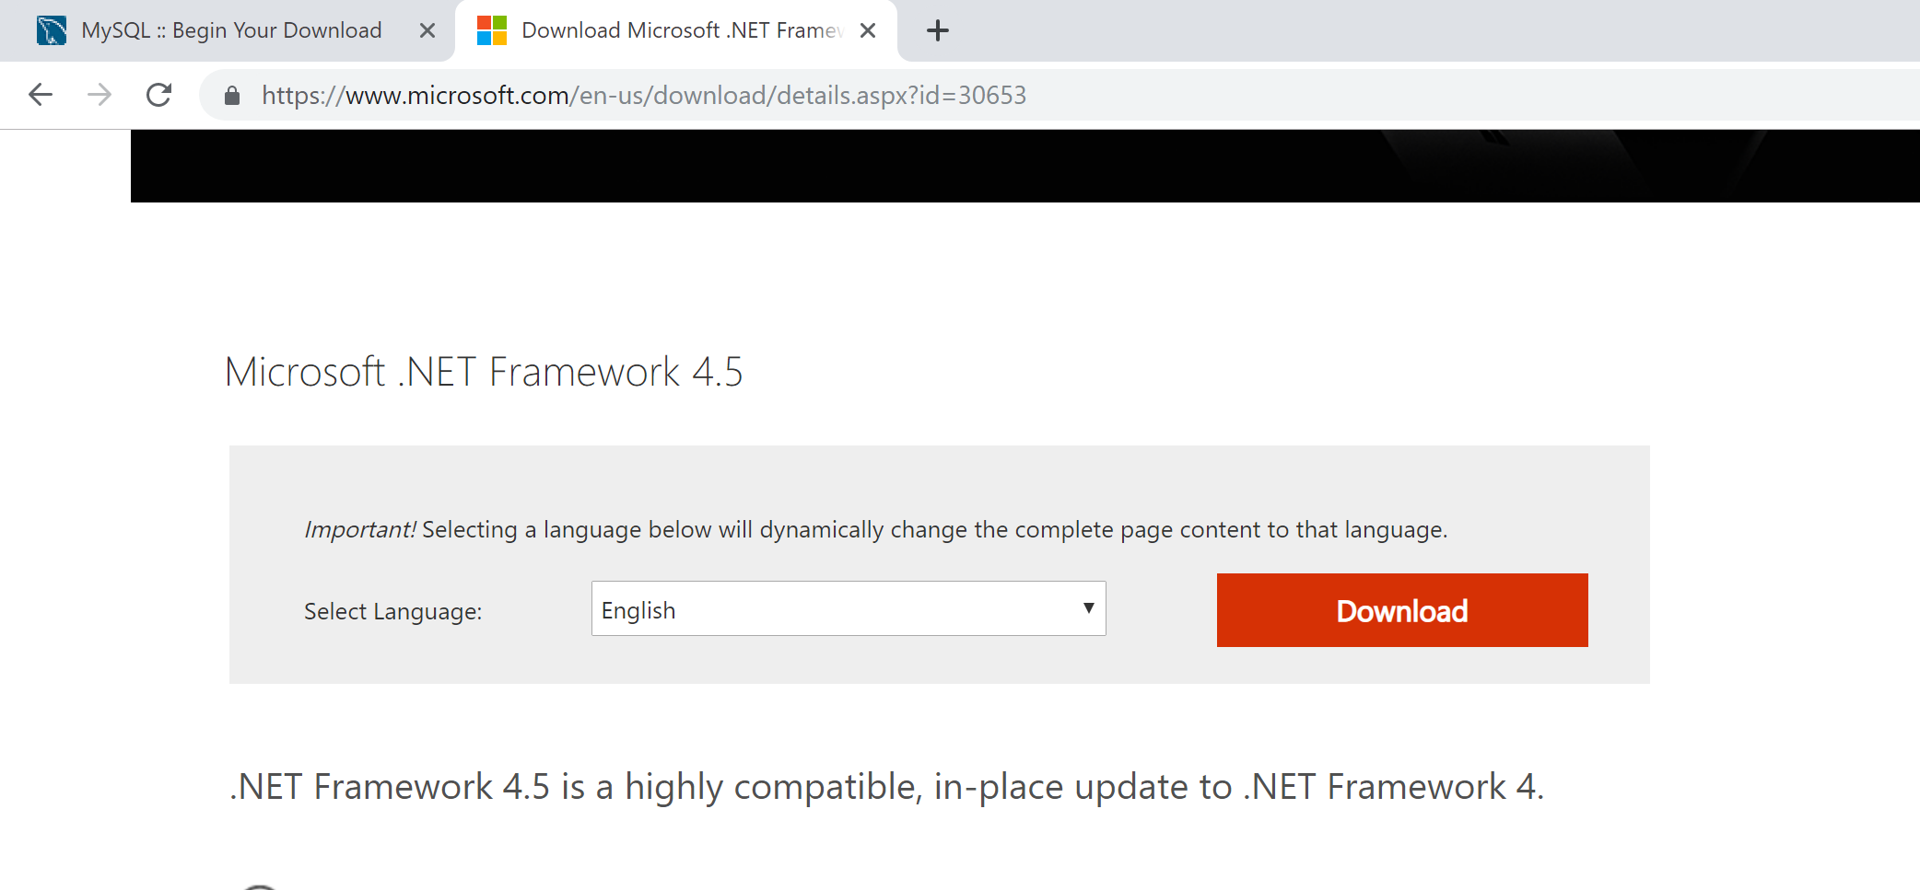 MySQL :: Begin Your Download
Download Microsoft .NET Framew
https://www.microsoft.com/en-us/download/details.aspx?id=30653
Microsoft .NET Framework 4.5
Important! Selecting a language below will dynamically change the complete page content to that language.
Select Language:
English
Download
.NET Framework 4.5 is a highly compatible, in-place update to .NET Framework 4.